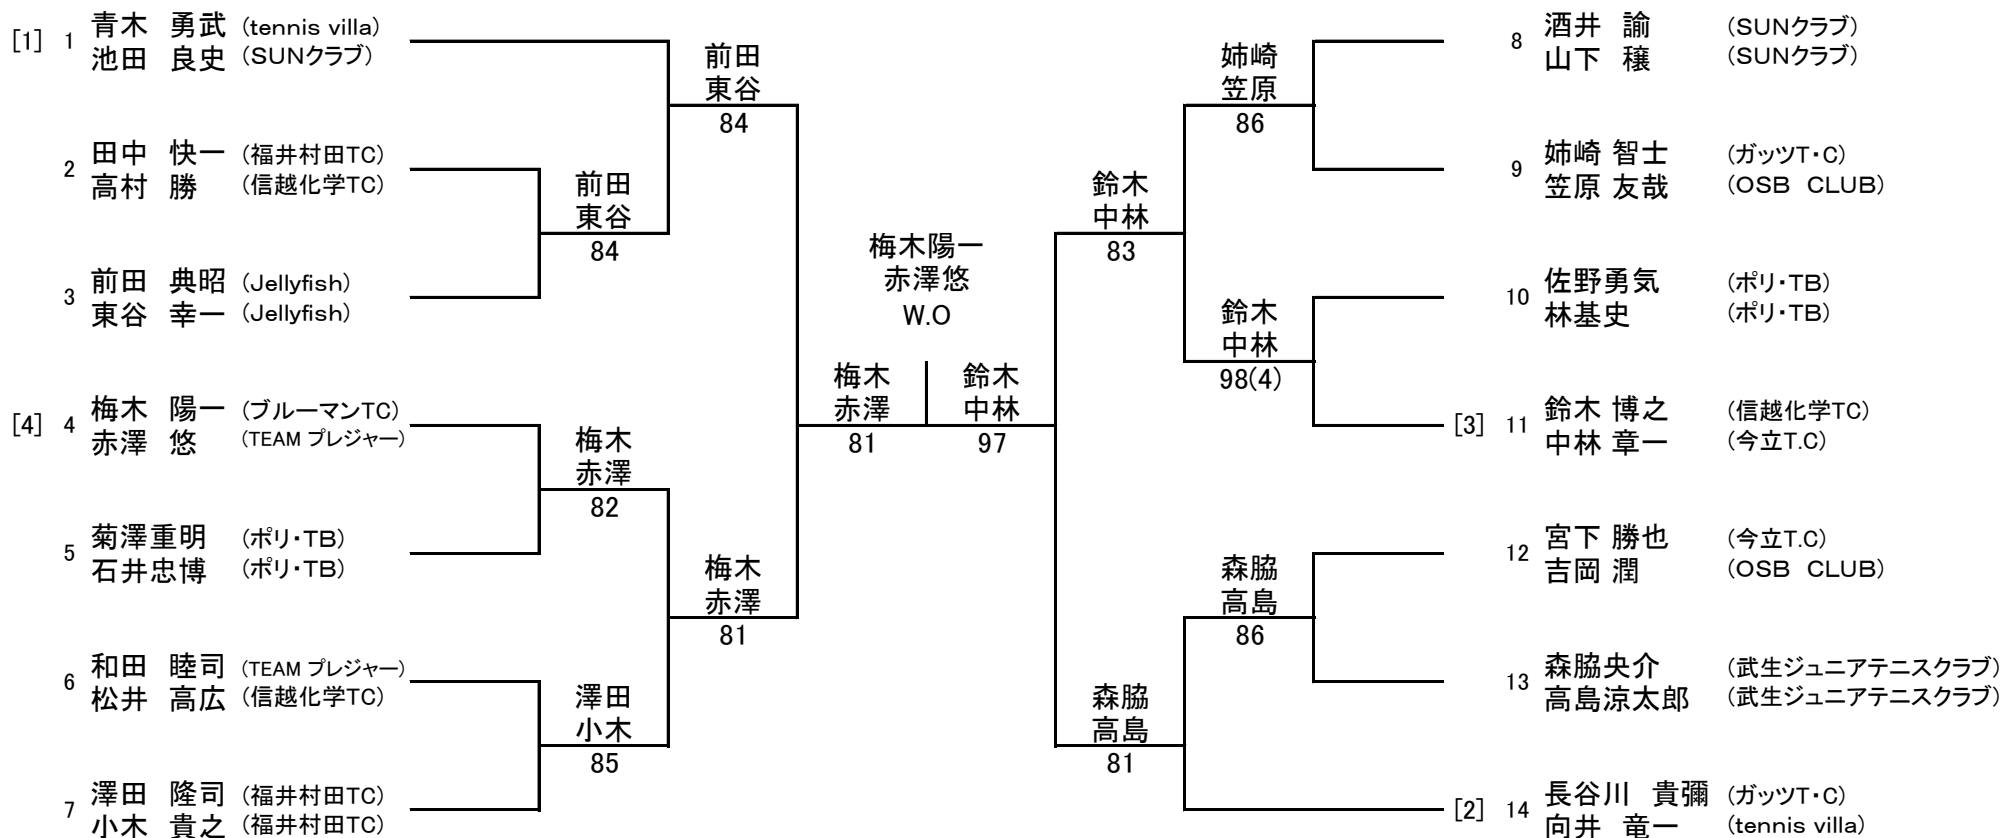 [1] 1 青木 勇武 (tennis villa)
池田 良史 (SUNクラブ)
2 田中 快一 (福井村田TC)
高村 勝 (信越化学TC)
3 前田 典昭 (Jellyfish)
東谷 幸一 (Jellyfish)
[4] 4 梅木 陽一 (ブルーマンTC)
赤澤 悠 (TEAM プレジャー)
5 菊澤重明 (ポリ・TB)
石井忠博 (ポリ・TB)
6 和田 睦司 (TEAM プレジャー)
松井 高広 (信越化学TC)
7 澤田 隆司 (福井村田TC)
小木 貴之 (福井村田TC)
前田
東谷
84
梅木
赤澤
82
澤田
小木
85
前田
東谷
84
梅木
赤澤
81
梅木
赤澤
81
梅木陽一
赤澤悠
W.O
鈴木
中林
97
鈴木
中林
83
森脇
高島
81
姉崎
笠原
86
鈴木
中林
98(4)
森脇
高島
86
8 酒井 諭 (SUNクラブ)
山下 穣 (SUNクラブ)
9 姉崎 智士 (ガッツT・C)
笠原 友哉 (OSB CLUB)
10 佐野勇気 (ポリ・TB)
林基史 (ポリ・TB)
[3] 11 鈴木 博之 (信越化学TC)
中林 章一 (今立T.C)
12 宮下 勝也 (今立T.C)
吉岡 潤 (OSB CLUB)
13 森脇央介 (武生ジュニアテニスクラブ)
高島涼太郎 (武生ジュニアテニスクラブ)
[2] 14 長谷川 貴彌 (ガッツT・C)
向井 竜一 (tennis villa)